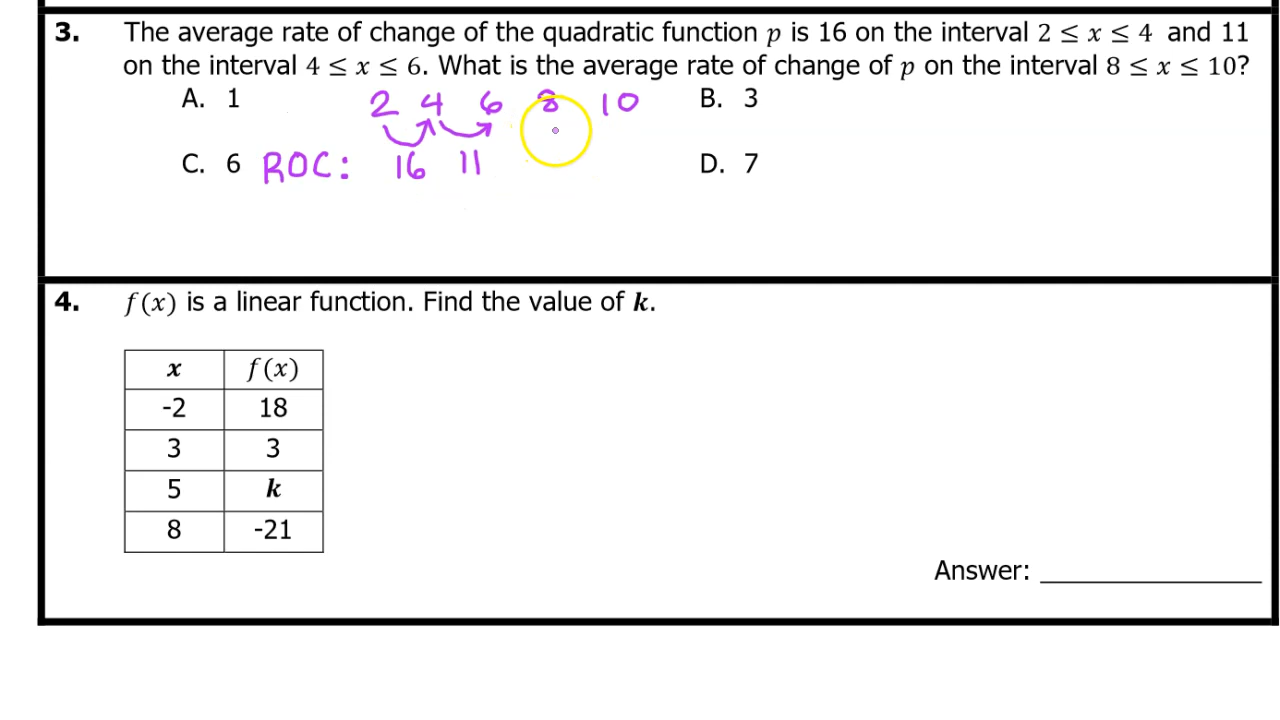 3. The average rate of change of the quadratic function p is 16 on the interval 2 ≤ x ≤ 4 and 11
on the interval 4 ≤ x ≤ 6. What is the average rate of change of p on the interval 8 ≤ x ≤ 10?
A. 1 2 4 6 8 10 B. 3
C. 6 ROC: 16 11 D. 7
4. f(x) is a linear function. Find the value of k.
x f(x)
-2 18
3 3
5 k
8 -21
Answer: ____________